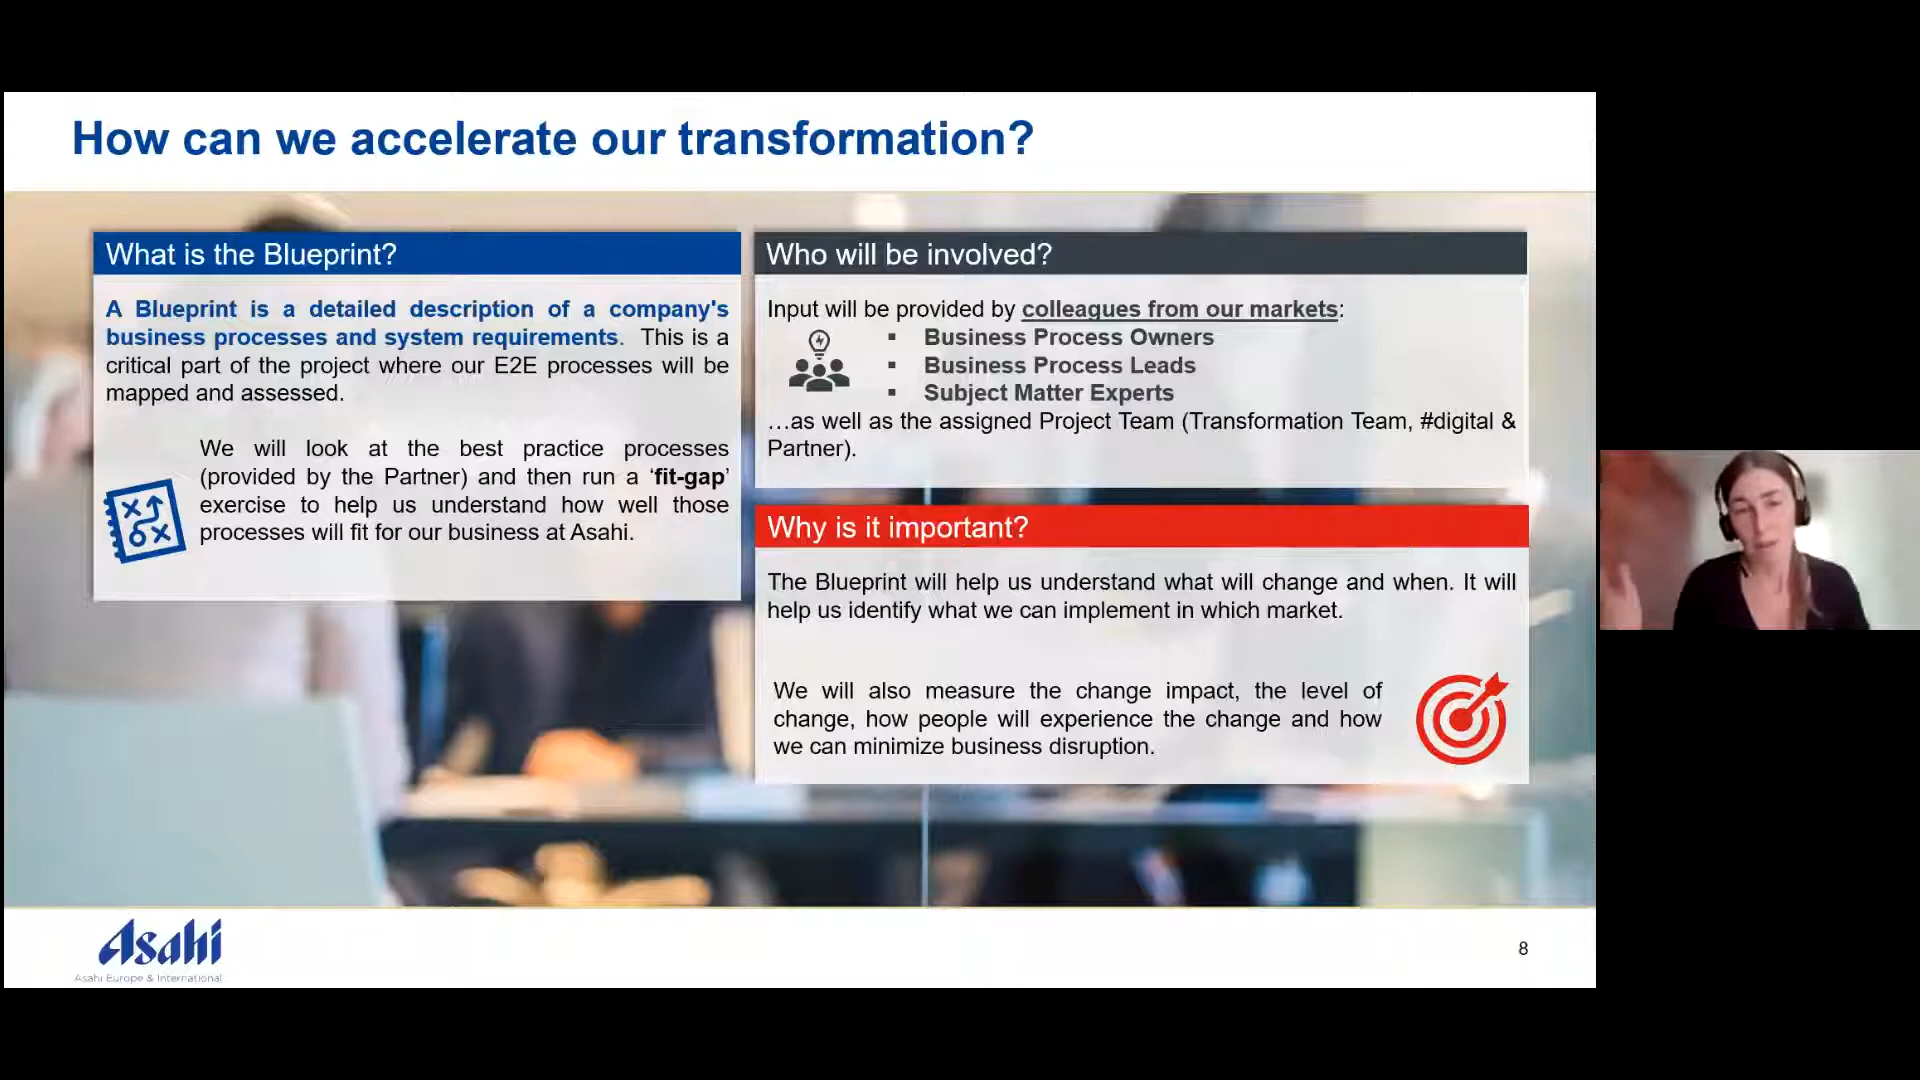 How can we accelerate our transformation?
What is the Blueprint?
A Blueprint is a detailed description of a company's
business processes and system requirements. This is a
critical part of the project where our E2E processes will be
mapped and assessed.
We will look at the best practice processes
(provided by the Partner) and then run a ‘fit-gap’
exercise to help us understand how well those
processes will fit for our business at Asahi.
Who will be involved?
Input will be provided by colleagues from our markets:
▪ Business Process Owners
▪ Business Process Leads
▪ Subject Matter Experts
…as well as the assigned Project Team (Transformation Team, #digital &
Partner).
Why is it important?
The Blueprint will help us understand what will change and when. It will
help us identify what we can implement in which market.
We will also measure the change impact, the level of
change, how people will experience the change and how
we can minimize business disruption.
Asahi
Asahi Europe & International
8